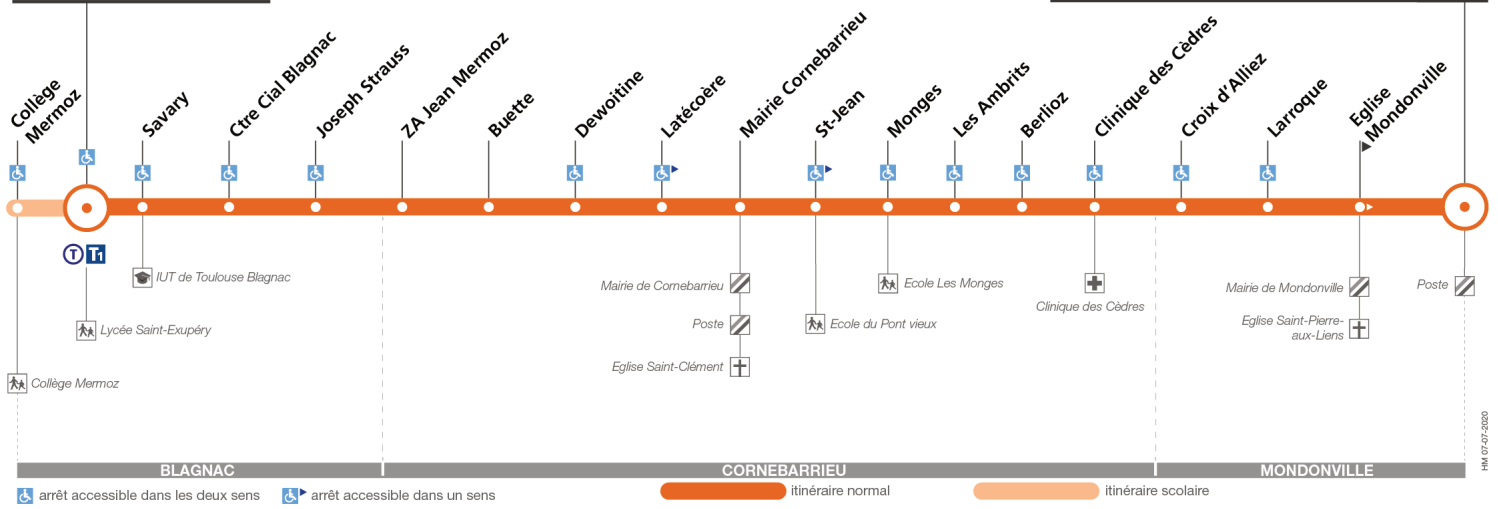 Collège
Mermoz
Savary
Ctre Cial Blagnac
Joseph Strauss
ZA Jean Mermoz
Buette
Dewoitine
Latécoère
Mairie Cornebarrieu
St-Jean
Monges
Les Ambrits
Berlioz
Clinique des Cèdres
Croix d'Alliez
Larroque
Eglise
Mondonville
T T1
IUT de Toulouse Blagnac
Lycée Saint-Exupéry
Collège Mermoz
Mairie de Cornebarrieu
Poste
Eglise Saint-Clément
Ecole du Pont vieux
Ecole Les Monges
Clinique des Cèdres
Mairie de Mondonville
Eglise Saint-Pierre-
aux-Liens
Poste
HM 07-07-2020
BLAGNAC
CORNEBARRIEU
MONDONVILLE
arrêt accessible dans les deux sens
arrêt accessible dans un sens
itinéraire normal
itinéraire scolaire